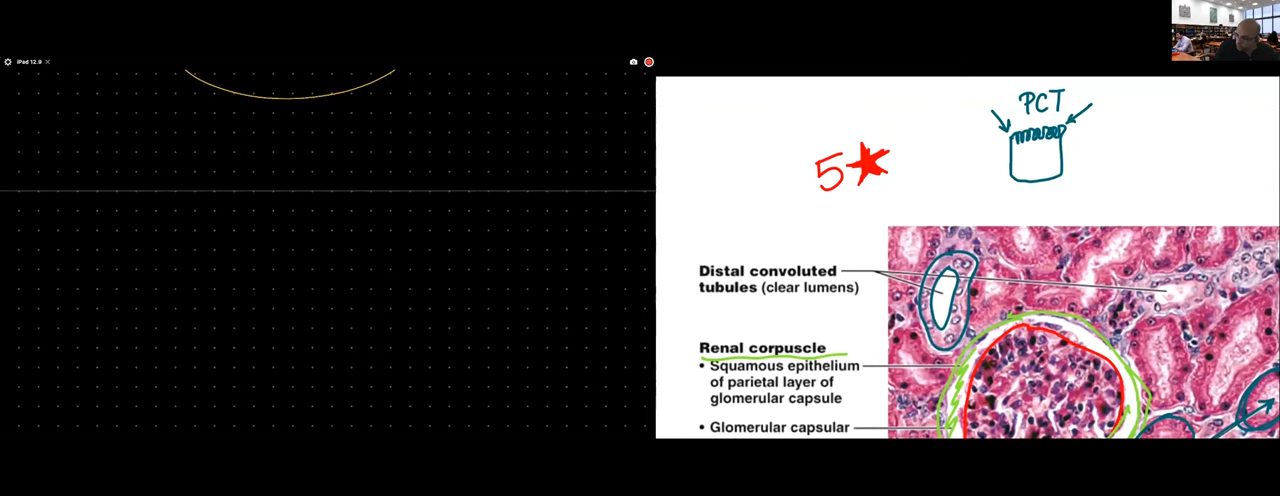 iPad 12.9
PCT
5
Distal convoluted
tubules (clear lumens)
Renal corpuscle
• Squamous epithelium
of parietal layer of
glomerular capsule
• Glomerular capsular